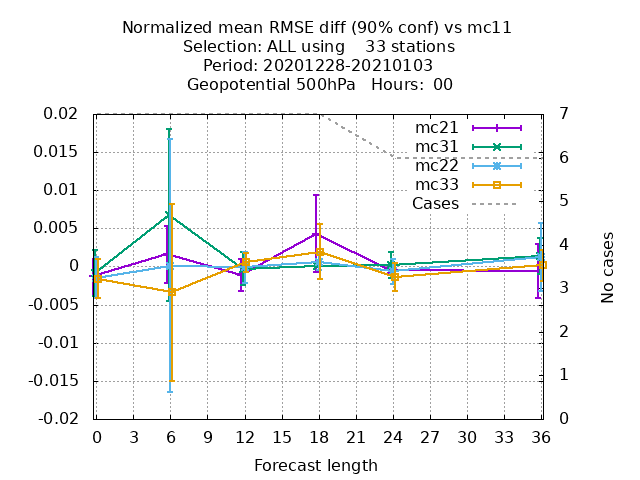 Normalized mean RMSE diff (90% conf) vs mc11
Selection: ALL using    33 stations
Period: 20201228-20210103
Geopotential 500hPa   Hours:  00
0.02
0.015
0.01
0.005
0
-0.005
-0.01
-0.015
-0.02
7
6
5
4
3
2
1
0
mc21
mc31
mc22
mc33
Cases
No cases
0 3 6 9 12 15 18 21 24 27 30 33 36
Forecast length